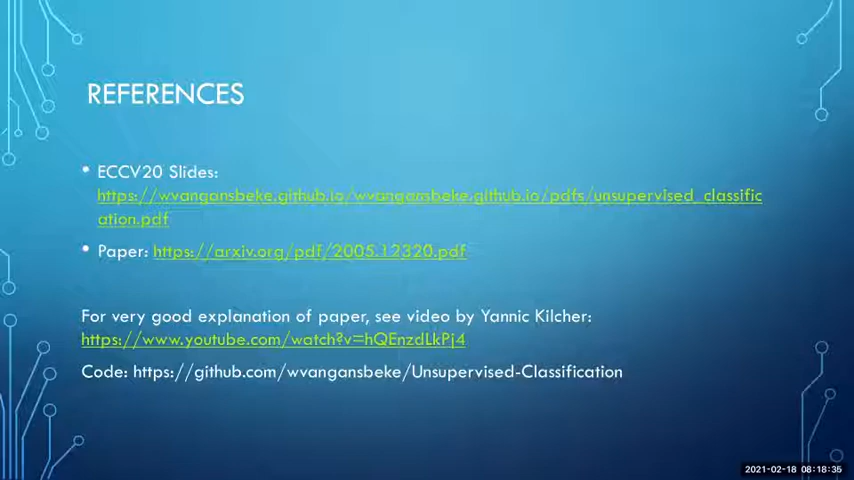 REFERENCES
• ECCV20 Slides:
https://wvangansbeke.github.io/wvangansbeke.github.io/pdfs/unsupervised_classific
ation.pdf
• Paper: https://arxiv.org/pdf/2005.12320.pdf
For very good explanation of paper, see video by Yannic Kilcher:
https://www.youtube.com/watch?v=hQEnzdLkPj4
Code: https://github.com/wvangansbeke/Unsupervised-Classification
2021-02-18 08:18:35